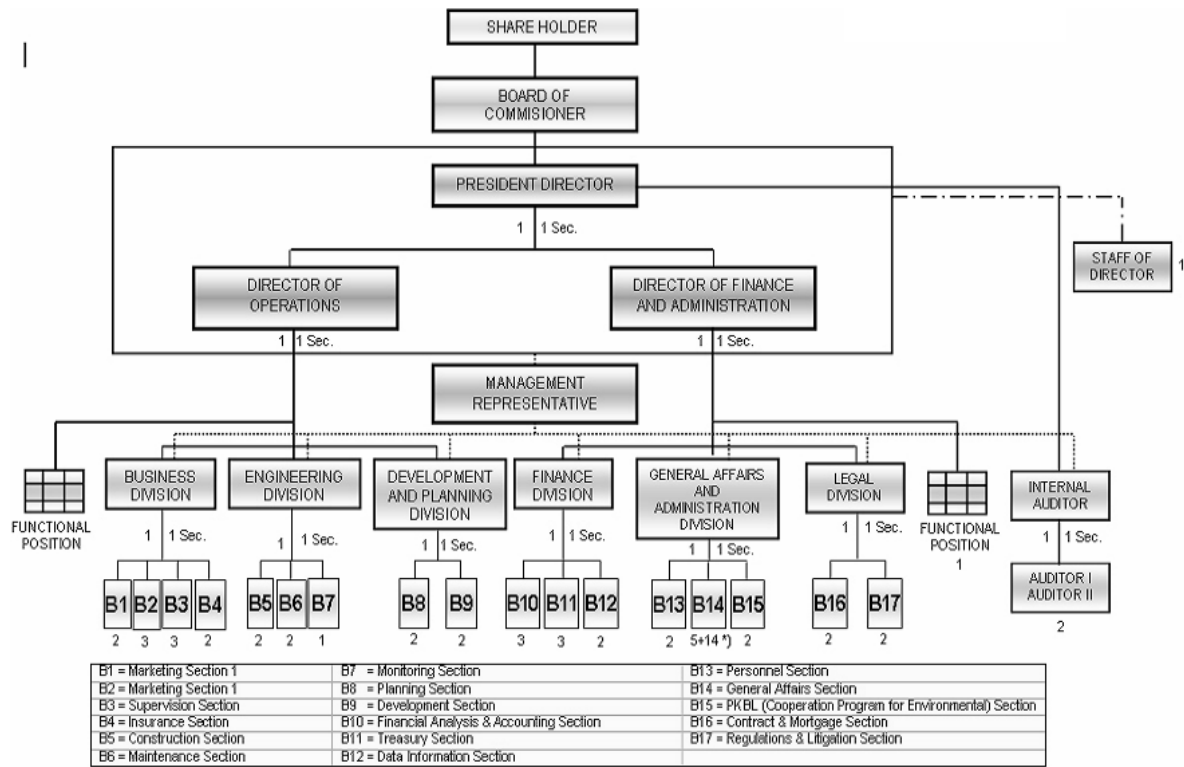 SHARE HOLDER
BOARD OF
COMMISIONER
PRESIDENT DIRECTOR
1 1 Sec.
STAFF OF
DIRECTOR
1
DIRECTOR OF
OPERATIONS
DIRECTOR OF FINANCE
AND ADMINISTRATION
1 1 Sec.
1 1 Sec.
MANAGEMENT
REPRESENTATIVE
FUNCTIONAL
POSITION
BUSINESS
DIVISION
ENGINEERING
DIVISION
DEVELOPMENT
AND PLANNING
DIVISION
FINANCE
DIVISION
GENERAL AFFAIRS
AND
ADMINISTRATION
DIVISION
LEGAL
DIVISION
FUNCTIONAL
POSITION
1
INTERNAL
AUDITOR
1 1 Sec.
1 1 Sec.
1 1 Sec.
1 1 Sec.
1 1 Sec.
1 1 Sec.
1 1 Sec.
B1 B2 B3 B4
2 3 3 2
B5 B6 B7
2 2 1
B8 B9
2 2
B10 B11 B12
3 3 2
B13 B14 B15
2 5+14 *) 2
B16 B17
2 2
AUDITOR I
AUDITOR II
2
B1 = Marketing Section 1
B2 = Marketing Section 1
B3 = Supervision Section
B4 = Insurance Section
B5 = Construction Section
B6 = Maintenance Section
B7 = Monitoring Section
B8 = Planning Section
B9 = Development Section
B10 = Financial Analysis & Accounting Section
B11 = Treasury Section
B12 = Data Information Section
B13 = Personnel Section
B14 = General Affairs Section
B15 = PKBL (Cooperation Program for Environmental) Section
B16 = Contract & Mortgage Section
B17 = Regulations & Litigation Section